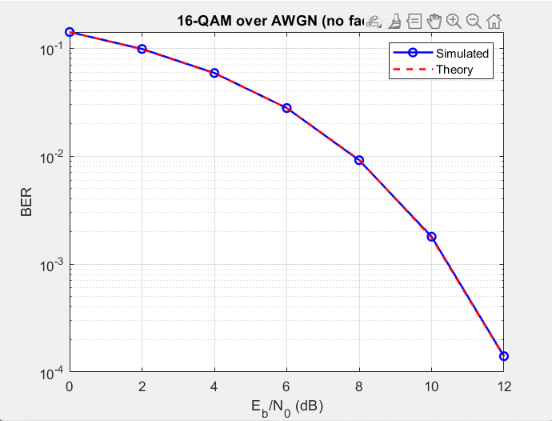 16-QAM over AWGN (no fa
Simulated
Theory
10^-1
10^-2
10^-3
10^-4
BER
0 2 4 6 8 10 12
E_b/N_0 (dB)